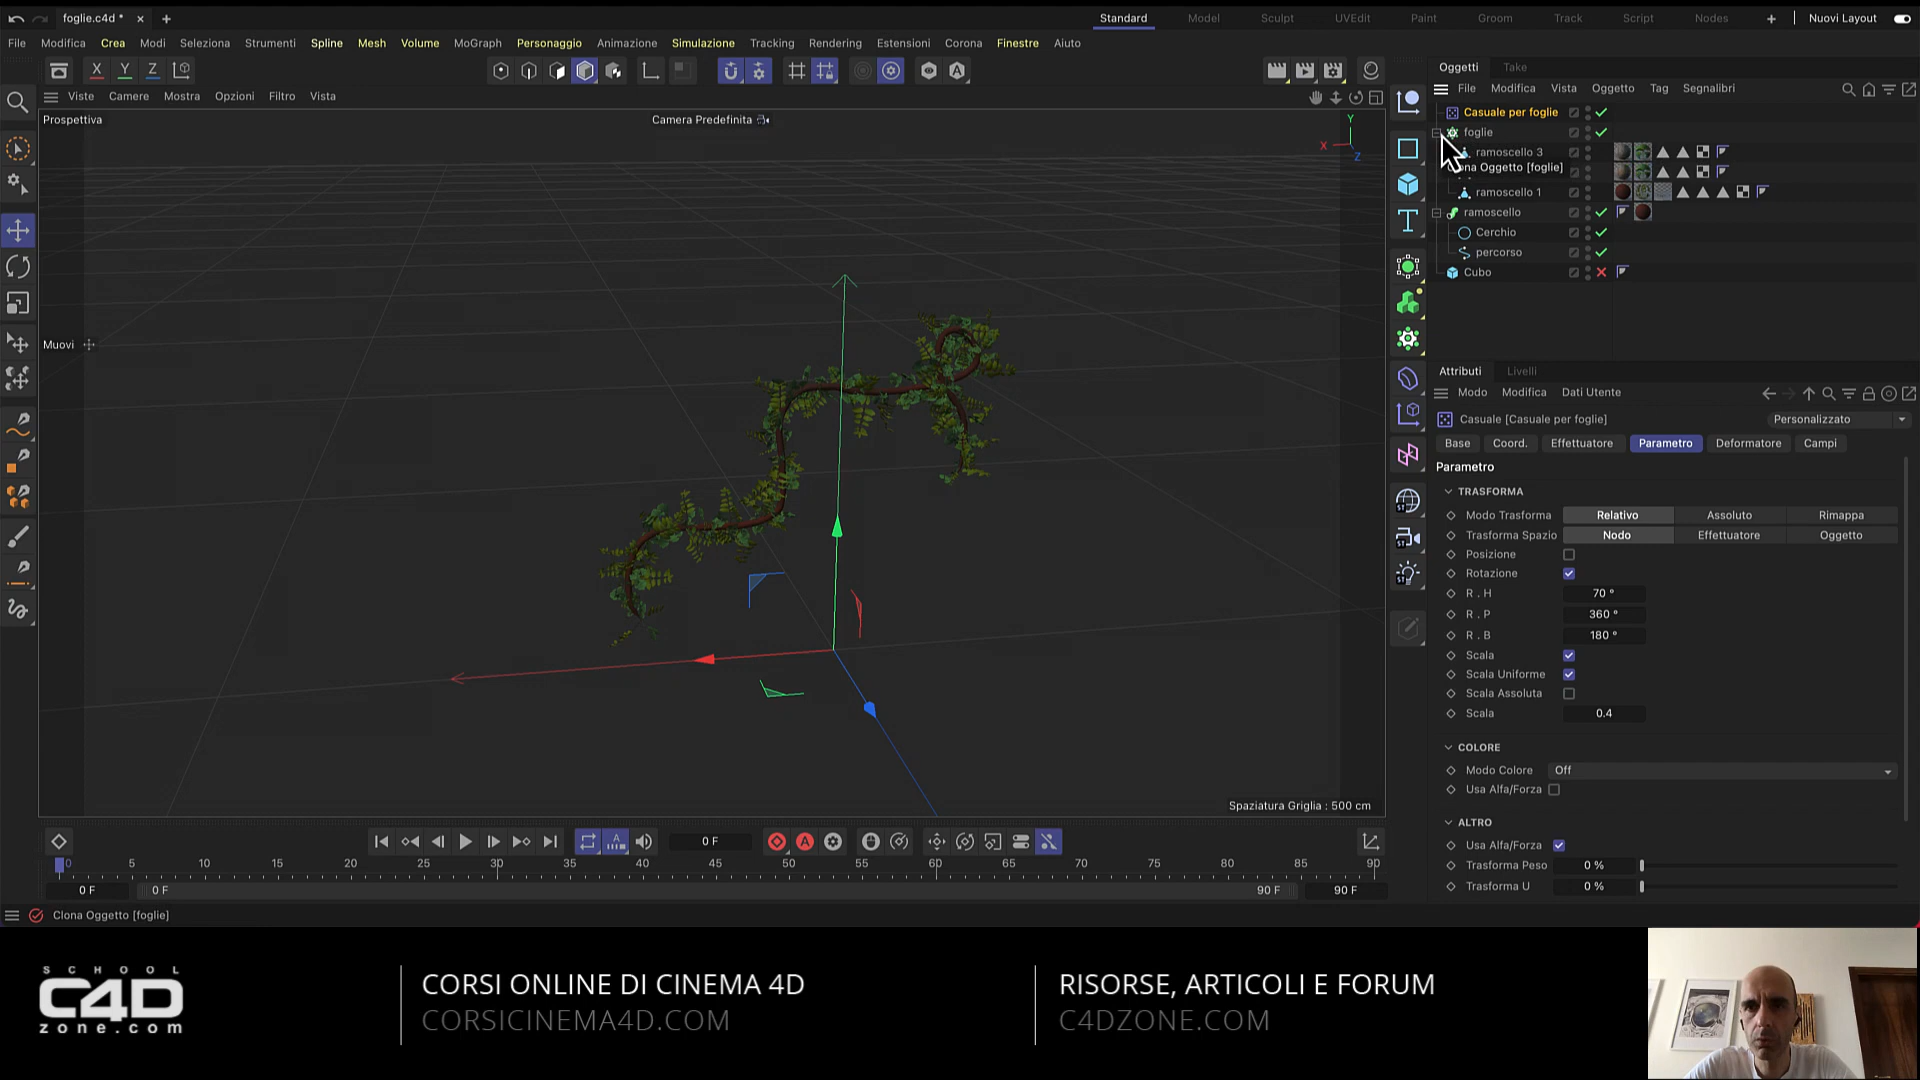 foglie.c4d *
Standard Model Sculpt UVEdit Paint Groom Track Script Nodes Nuovi Layout
File Modifica Crea Modi Seleziona Strumenti Spline Mesh Volume MoGraph Personaggio Animazione Simulazione Tracking Rendering Estensioni Corona Finestre Aiuto
X Y Z
Viste Camere Mostra Opzioni Filtro Vista
Prospettiva
Camera Predefinita
Y
X
Z
Muovi
Spaziatura Griglia : 500 cm
Oggetti Take
File Modifica Vista Oggetto Tag Segnalibri
Casuale per foglie
foglie
ramoscello 3
Oggetto [foglie]
ramoscello 1
ramoscello
Cerchio
percorso
Cubo
Attributi Livelli
Modo Modifica Dati Utente
Casuale [Casuale per foglie] Personalizzato
Base Coord. Effettuatore Parametro Deformatore Campi
Parametro
TRASFORMA
Modo Trasforma Relativo Assoluto Rimappa
Trasforma Spazio Nodo Effettuatore Oggetto
Posizione
Rotazione
R . H 70 °
R . P 360 °
R . B 180 °
Scala
Scala Uniforme
Scala Assoluta
Scala 0.4
COLORE
Modo Colore Off
Usa Alfa/Forza
ALTRO
Usa Alfa/Forza
Trasforma Peso 0 %
Trasforma U 0 %
0 F
0 5 10 15 20 25 30 35 40 45 50 55 60 65 70 75 80 85 90
0 F 0 F 90 F 90 F
Clona Oggetto [foglie]
SCHOOL
C4D
zone.com
CORSI ONLINE DI CINEMA 4D
CORSICINEMA4D.COM
RISORSE, ARTICOLI E FORUM
C4DZONE.COM